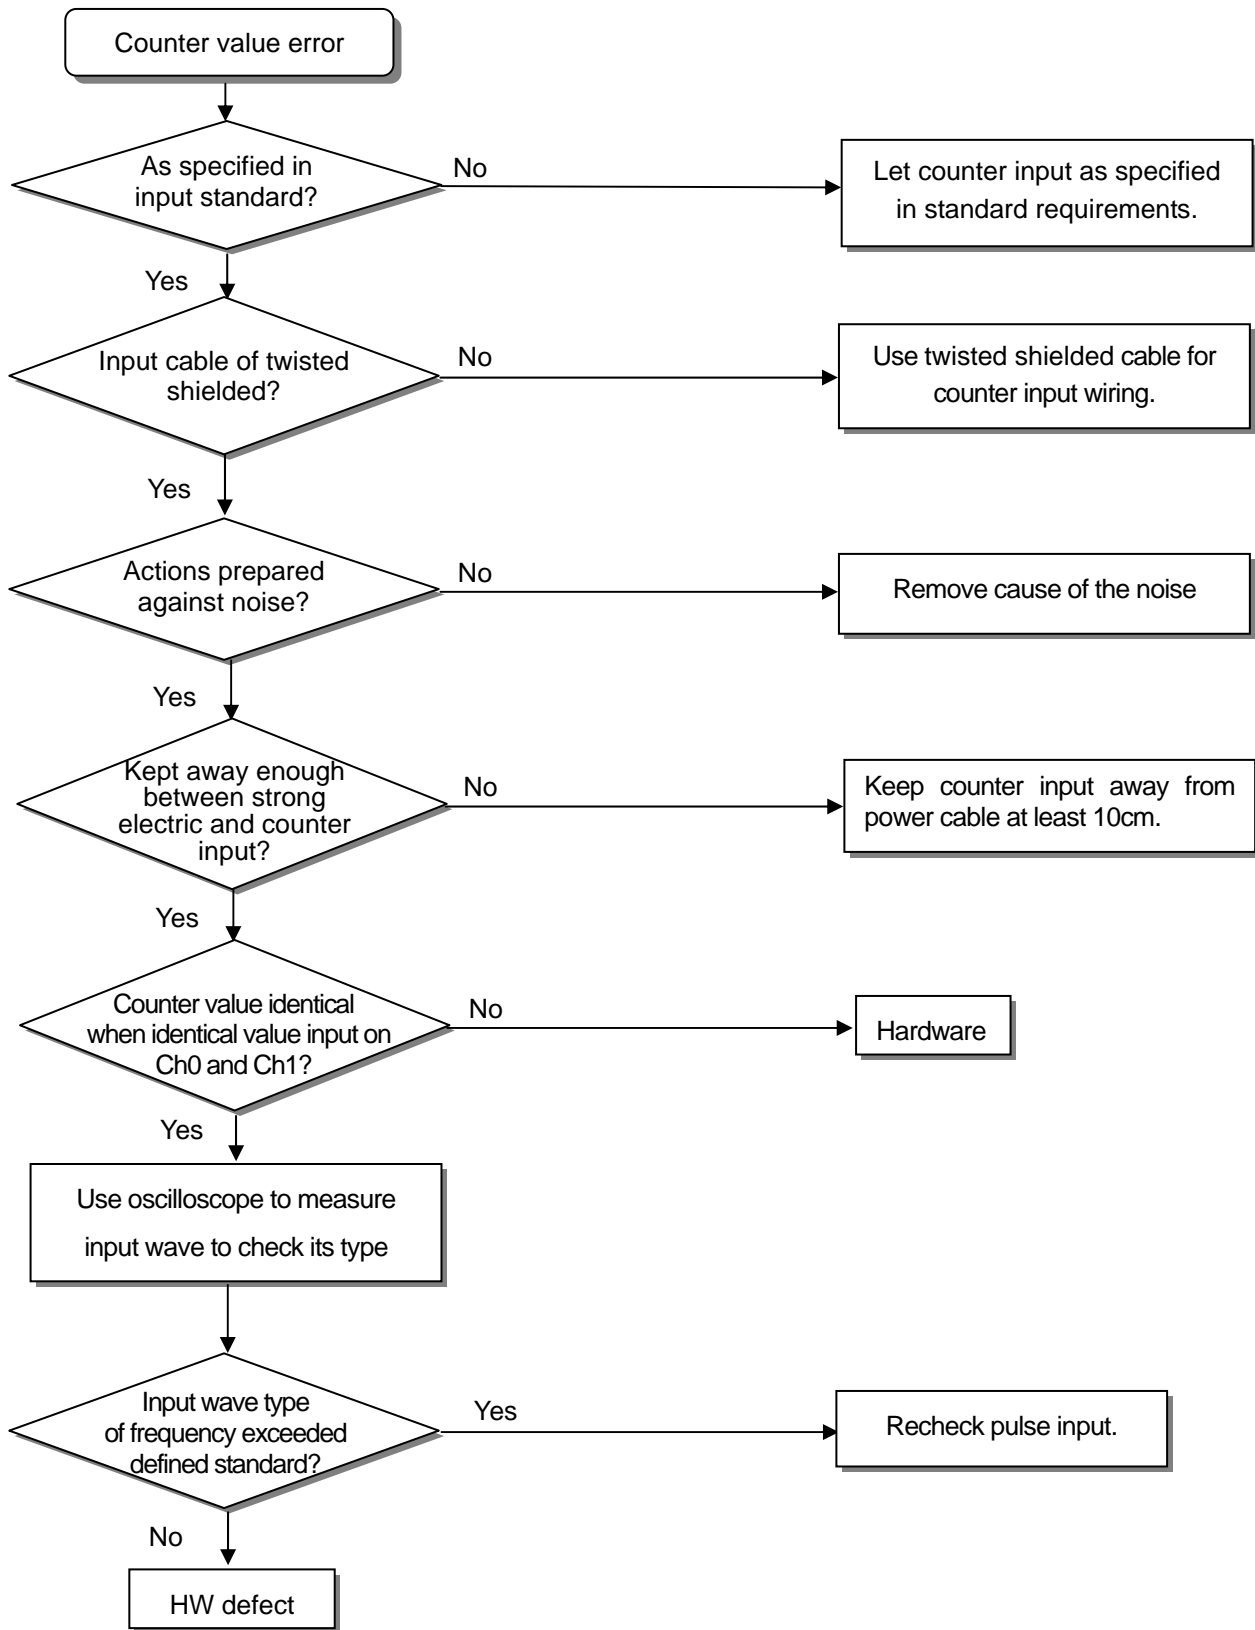 Counter value error
As specified in
input standard?
No
Let counter input as specified
in standard requirements.
Yes
Input cable of twisted
shielded?
No
Use twisted shielded cable for
counter input wiring.
Yes
Actions prepared
against noise?
No
Remove cause of the noise
Yes
Kept away enough
between strong
electric and counter
input?
No
Keep counter input away from
power cable at least 10cm.
Yes
Counter value identical
when identical value input on
Ch0 and Ch1?
No
Hardware
Yes
Use oscilloscope to measure
input wave to check its type
Input wave type
of frequency exceeded
defined standard?
Yes
Recheck pulse input.
No
HW defect